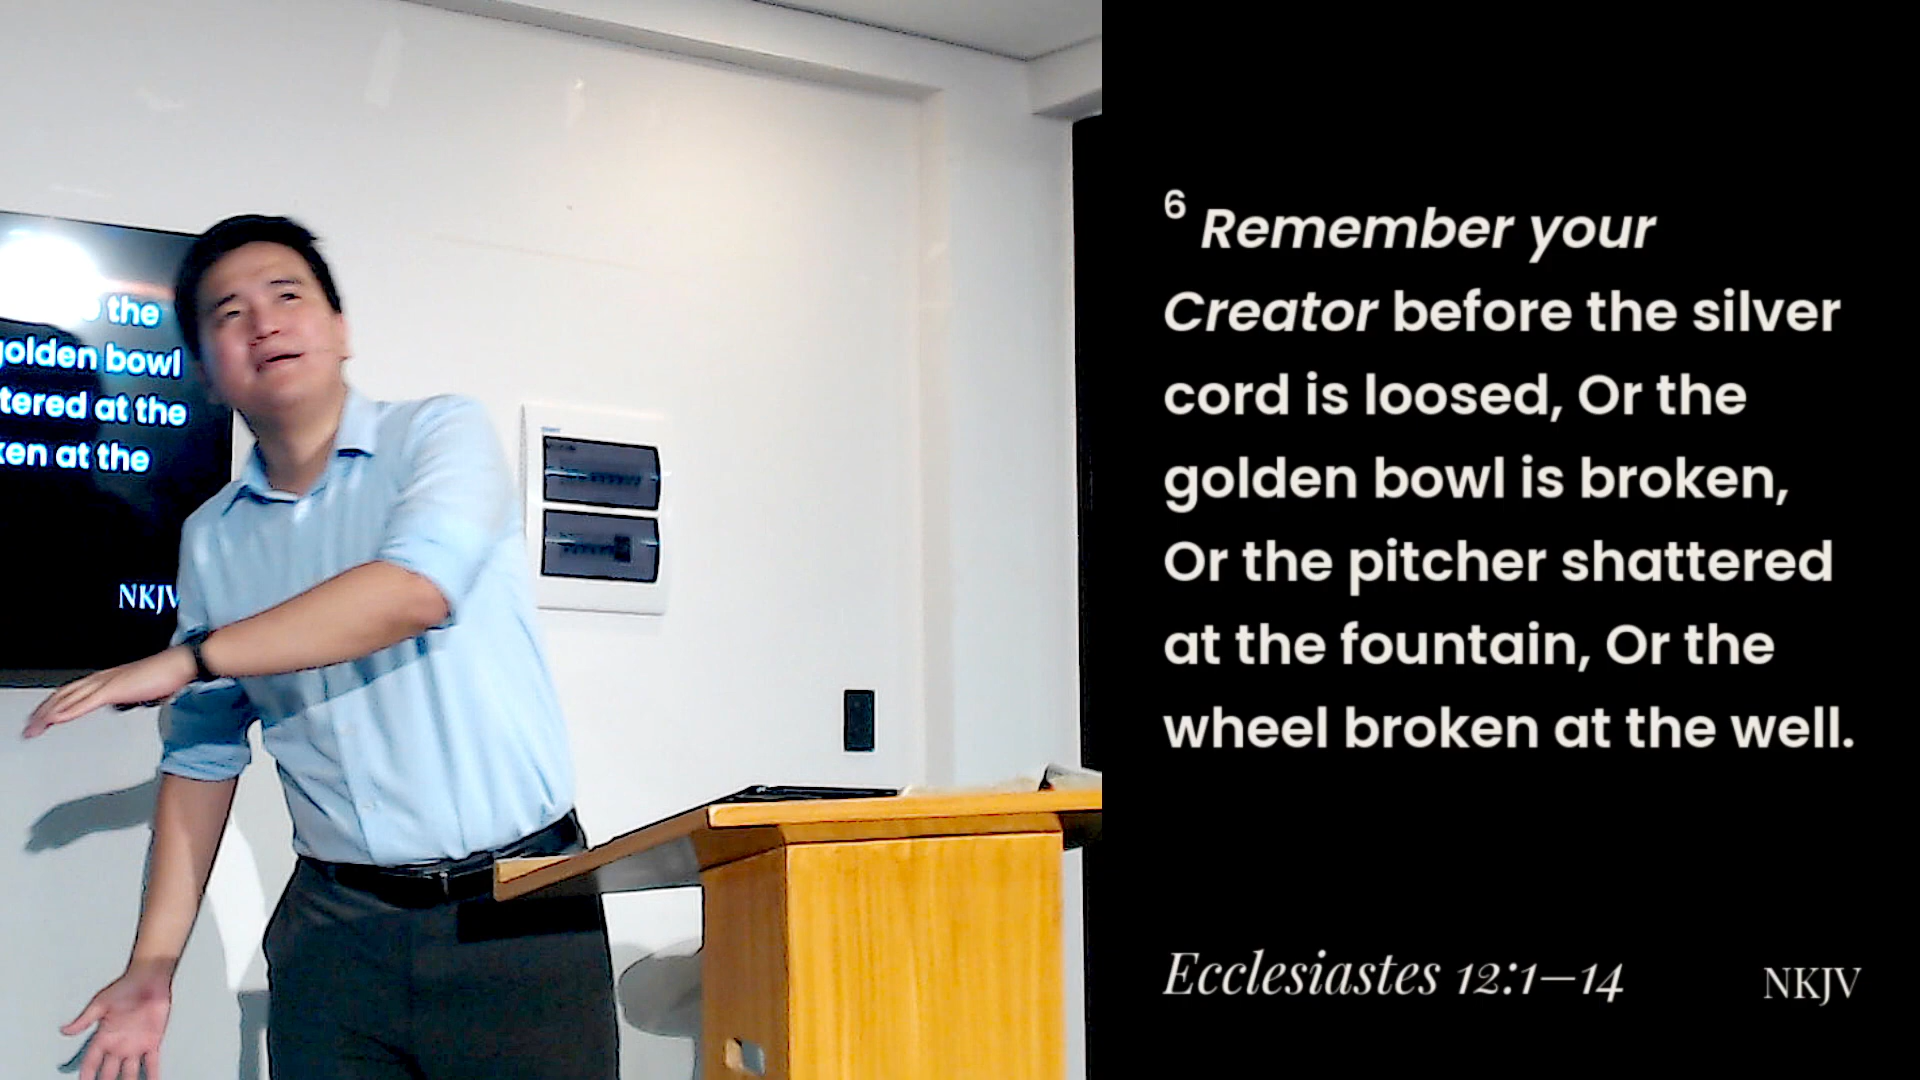 the
golden bowl
tered at the
ken at the
NKJV
6 Remember your
Creator before the silver
cord is loosed, Or the
golden bowl is broken,
Or the pitcher shattered
at the fountain, Or the
wheel broken at the well.
Ecclesiastes 12:1–14
NKJV